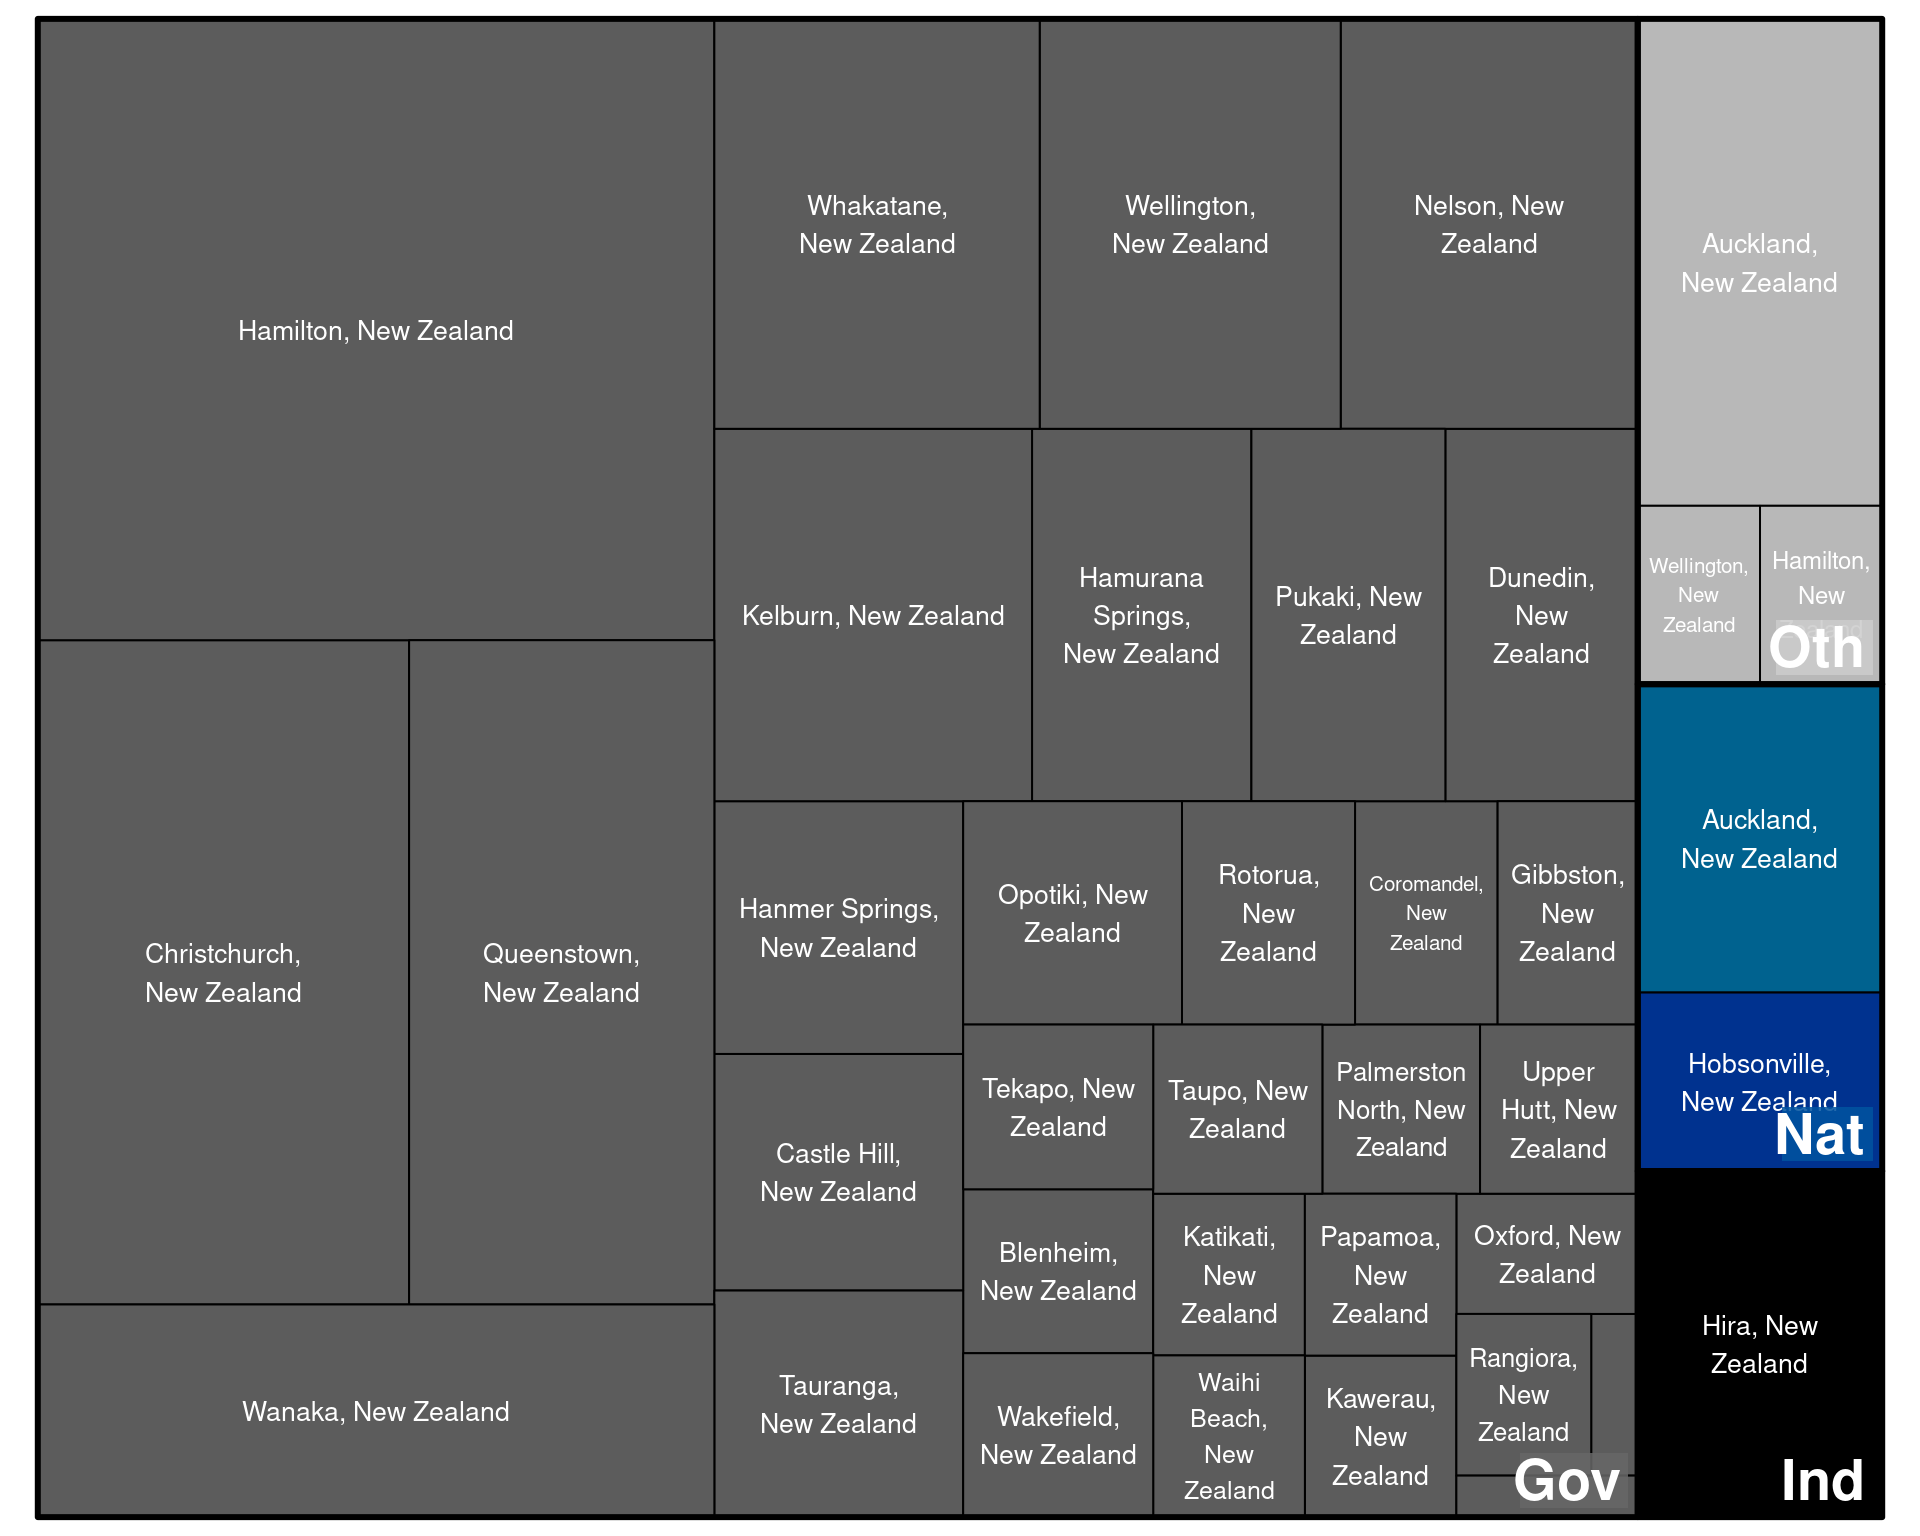 Hamilton, New Zealand
Whakatane,
New Zealand
Wellington,
New Zealand
Nelson, New
Zealand
Auckland,
New Zealand
Wellington,
New
Zealand
Hamilton,
New
Zealand
Oth
Kelburn, New Zealand
Hamurana
Springs,
New Zealand
Pukaki, New
Zealand
Dunedin,
New
Zealand
Auckland,
New Zealand
Hobsonville,
New Zealand
Nat
Christchurch,
New Zealand
Queenstown,
New Zealand
Hanmer Springs,
New Zealand
Opotiki, New
Zealand
Rotorua,
New
Zealand
Coromandel,
New
Zealand
Gibbston,
New
Zealand
Castle Hill,
New Zealand
Tekapo, New
Zealand
Taupo, New
Zealand
Palmerston
North, New
Zealand
Upper
Hutt, New
Zealand
Blenheim,
New Zealand
Katikati,
New
Zealand
Papamoa,
New
Zealand
Oxford, New
Zealand
Wanaka, New Zealand
Tauranga,
New Zealand
Wakefield,
New Zealand
Waihi
Beach,
New
Zealand
Kawerau,
New
Zealand
Rangiora,
New
Zealand
Gov
Hira, New
Zealand
Ind